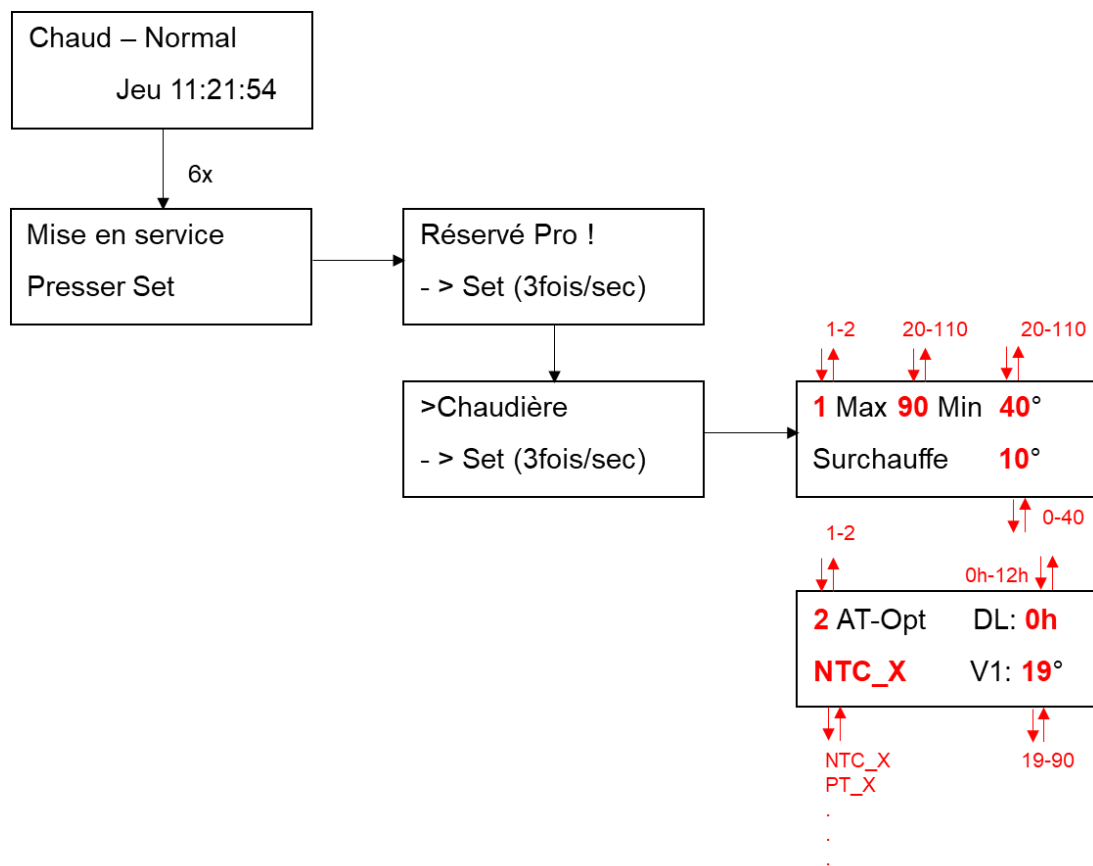 Chaud – Normal
Jeu 11:21:54
6x
Mise en service
Presser Set
Réservé Pro !
- > Set (3fois/sec)
>Chaudière
- > Set (3fois/sec)
1-2 20-110 20-110
1 Max 90 Min 40°
Surchauffe 10°
0-40
1-2
0h-12h
2 AT-Opt DL: 0h
NTC_X V1: 19°
NTC_X 19-90
PT_X
.
.
.